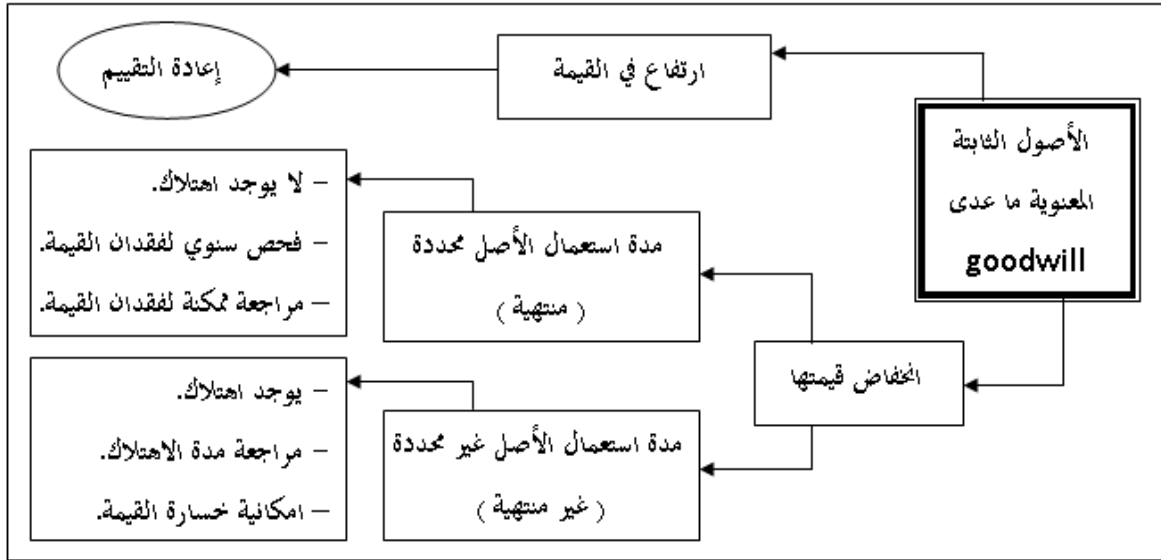 الأصول الثابتة
المعنوية ما عدى
goodwill
ارتفاع في القيمة
إعادة التقييم
انخفاض قيمتها
مدة استعمال الأصل محددة
( منتهية )
– لا يوجد اهتلاك.
– فحص سنوي لفقدان القيمة.
– مراجعة ممكنة لفقدان القيمة.
مدة استعمال الأصل غير محددة
( غير منتهية )
– يوجد اهتلاك.
– مراجعة مدة الاهتلاك.
– امكانية خسارة القيمة.